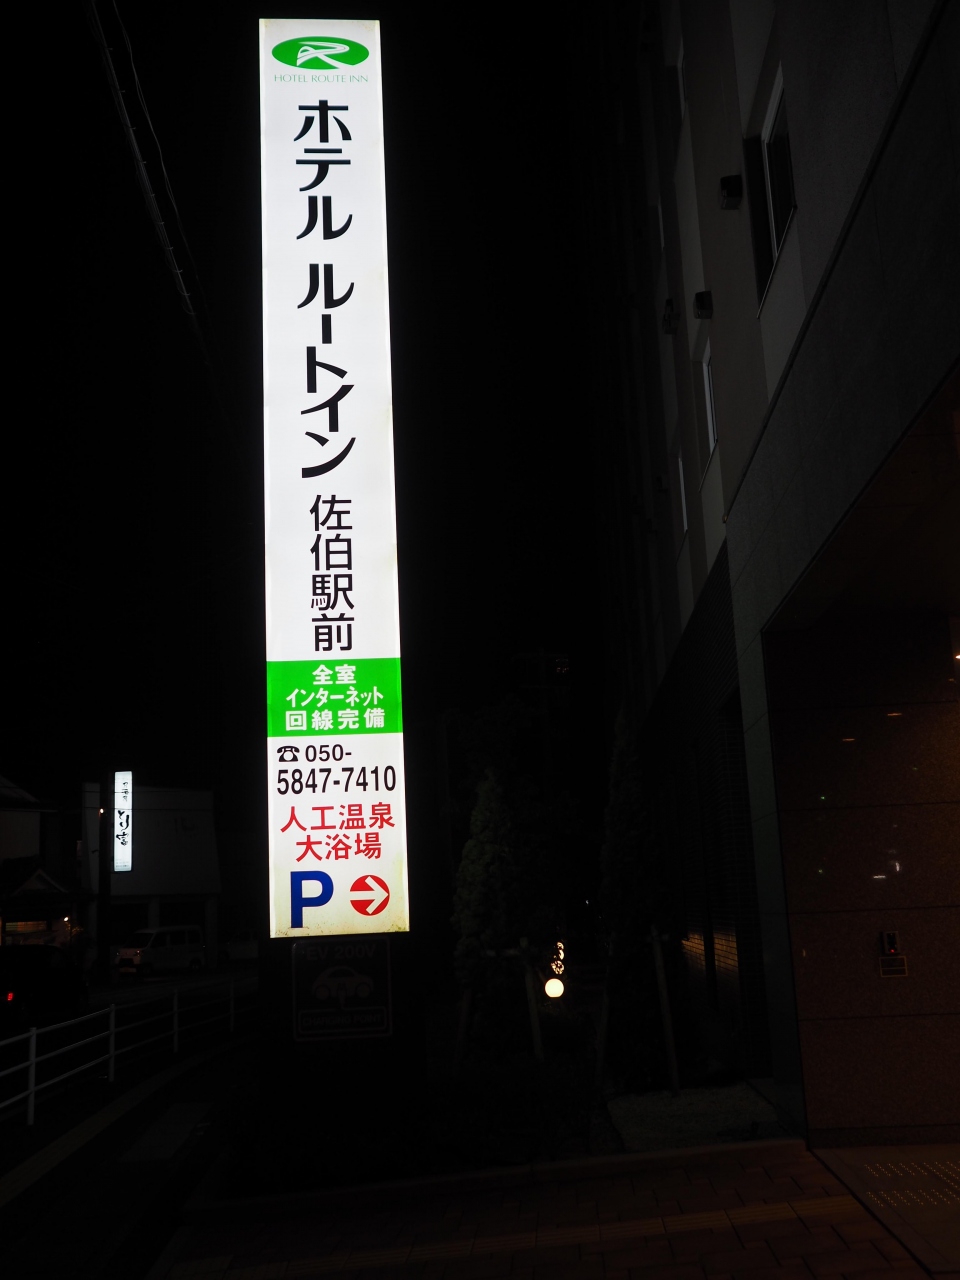 HOTEL ROUTE INN
ホテル ルートイン
佐伯駅前
全室
インターネット
回線完備
☎050-
5847-7410
人工温泉
大浴場
P
EV 200V